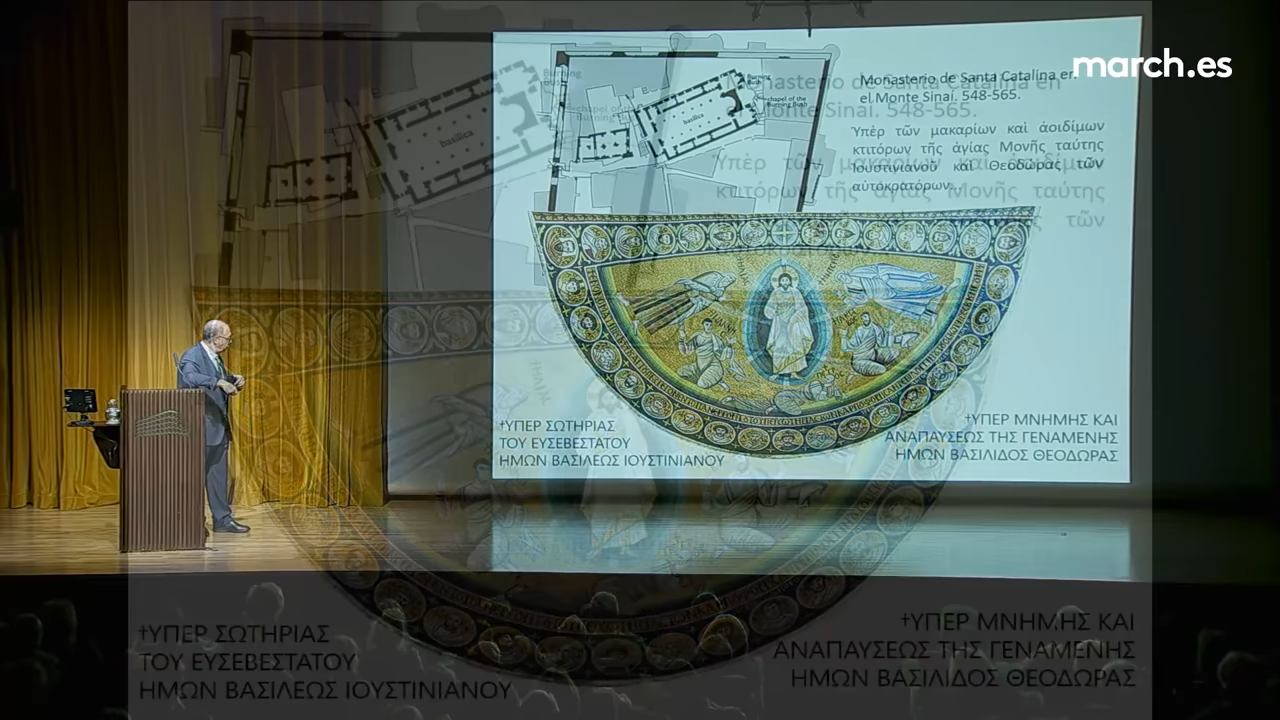 march.es
Monasterio de Santa Catalina en
el Monte Sinaí. 548-565.
Ὑπὲρ τῶν μακαρίων καὶ ἀοιδίμων
κτιτόρων τῆς ἁγίας Μονῆς ταύτης
Ἰουστινιανοῦ καὶ Θεοδώρας τῶν
αὐτοκρατόρων.
Burning
Bush
chapel of the
Burning Bush
basilica
†ΥΠΕΡ ΣΩΤΗΡΙΑΣ
ΤΟΥ ΕΥΣΕΒΕΣΤΑΤΟΥ
ΗΜΩΝ ΒΑΣΙΛΕΩΣ ΙΟΥΣΤΙΝΙΑΝΟΥ
†ΥΠΕΡ ΜΝΗΜΗΣ ΚΑΙ
ΑΝΑΠΑΥΣΕΩΣ ΤΗΣ ΓΕΝΑΜΕΝΗΣ
ΗΜΩΝ ΒΑΣΙΛΙΔΟΣ ΘΕΟΔΩΡΑΣ
†ΥΠΕΡ ΣΩΤΗΡΙΑΣ
ΤΟΥ ΕΥΣΕΒΕΣΤΑΤΟΥ
ΗΜΩΝ ΒΑΣΙΛΕΩΣ ΙΟΥΣΤΙΝΙΑΝΟΥ
†ΥΠΕΡ ΜΝΗΜΗΣ ΚΑΙ
ΑΝΑΠΑΥΣΕΩΣ ΤΗΣ ΓΕΝΑΜΕΝΗΣ
ΗΜΩΝ ΒΑΣΙΛΙΔΟΣ ΘΕΟΔΩΡΑΣ